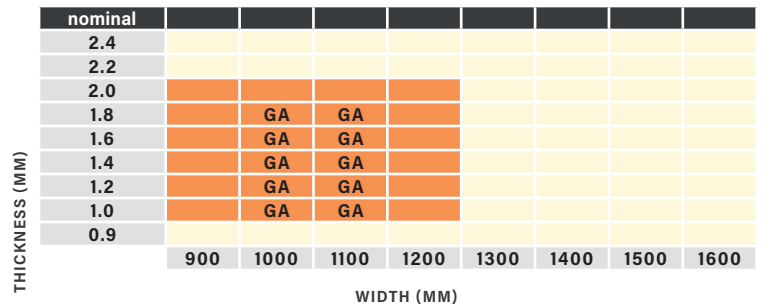 nominal
2.4
2.2
2.0
1.8 GA GA
1.6 GA GA
1.4 GA GA
1.2 GA GA
1.0 GA GA
0.9
900 1000 1100 1200 1300 1400 1500 1600
THICKNESS (MM)
WIDTH (MM)